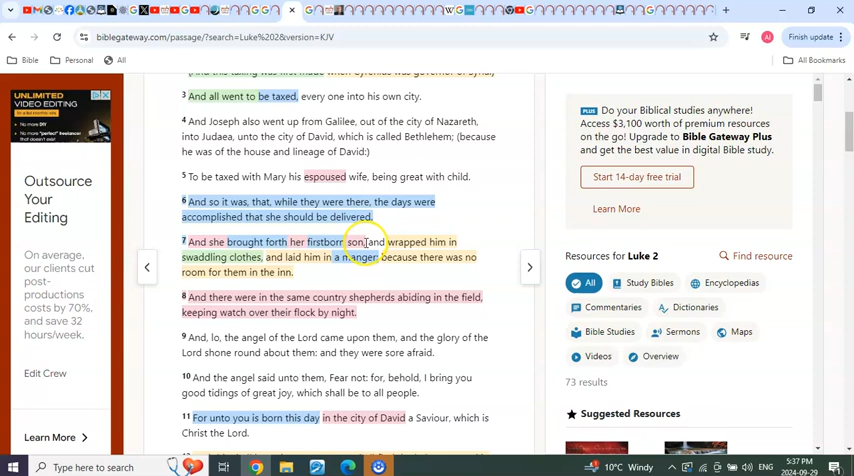 biblegateway.com/passage/?search=Luke%202&version=KJV
Finish update
Bible
Personal
All
All Bookmarks
(And this taxing was first made when Cyrenius was governor of Syria.)
3 And all went to be taxed, every one into his own city.
4 And Joseph also went up from Galilee, out of the city of Nazareth,
into Judaea, unto the city of David, which is called Bethlehem; (because
he was of the house and lineage of David:)
5 To be taxed with Mary his espoused wife, being great with child.
6 And so it was, that, while they were there, the days were
accomplished that she should be delivered.
7 And she brought forth her firstborn son, and wrapped him in
swaddling clothes, and laid him in a manger; because there was no
room for them in the inn.
8 And there were in the same country shepherds abiding in the field,
keeping watch over their flock by night.
9 And, lo, the angel of the Lord came upon them, and the glory of the
Lord shone round about them: and they were sore afraid.
10 And the angel said unto them, Fear not: for, behold, I bring you
good tidings of great joy, which shall be to all people.
11 For unto you is born this day in the city of David a Saviour, which is
Christ the Lord.
UNLIMITED
VIDEO EDITING
Outsource
Your
Editing
On average,
our clients cut
post-
productions
costs by 70%.
and save 32
hours/week.
Edit Crew
Learn More
PLUS Do your Biblical studies anywhere!
Access $3,100 worth of premium resources
on the go! Upgrade to Bible Gateway Plus
and get the best value in digital Bible study.
Start 14-day free trial
Learn More
Resources for Luke 2
Find resource
All
Study Bibles
Encyclopedias
Commentaries
Dictionaries
Bible Studies
Sermons
Maps
Videos
Overview
73 results
Suggested Resources
Type here to search
10°C Windy
ENG
5:37 PM
2024-09-29